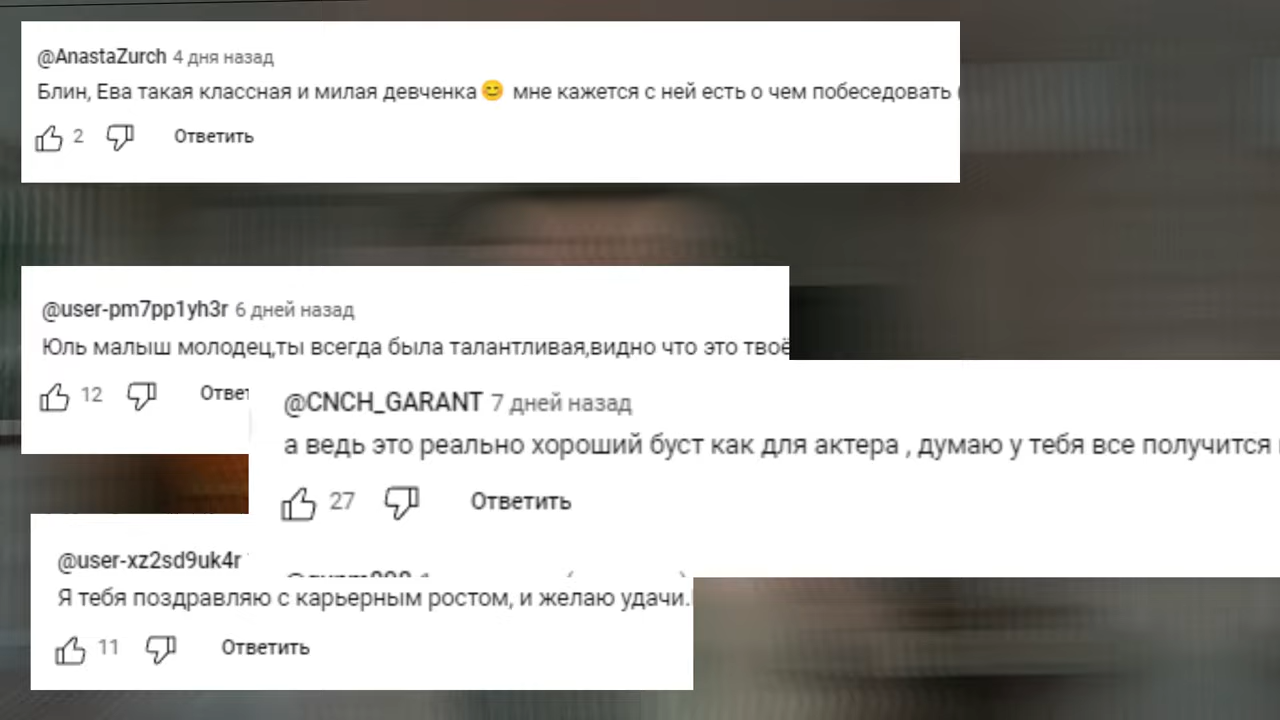 @AnastaZurch 4 дня назад
Блин, Ева такая классная и милая девченка😊 мне кажется с ней есть о чем побеседовать (
2
Ответить
@user-pm7pp1yh3r 6 дней назад
Юль малыш молодец,ты всегда была талантливая,видно что это твоё
12
Ответ
@CNCH_GARANT 7 дней назад
а ведь это реально хороший буст как для актера , думаю у тебя все получится
27
Ответить
@user-xz2sd9uk4r
Я тебя поздравляю с карьерным ростом, и желаю удачи.
11
Ответить